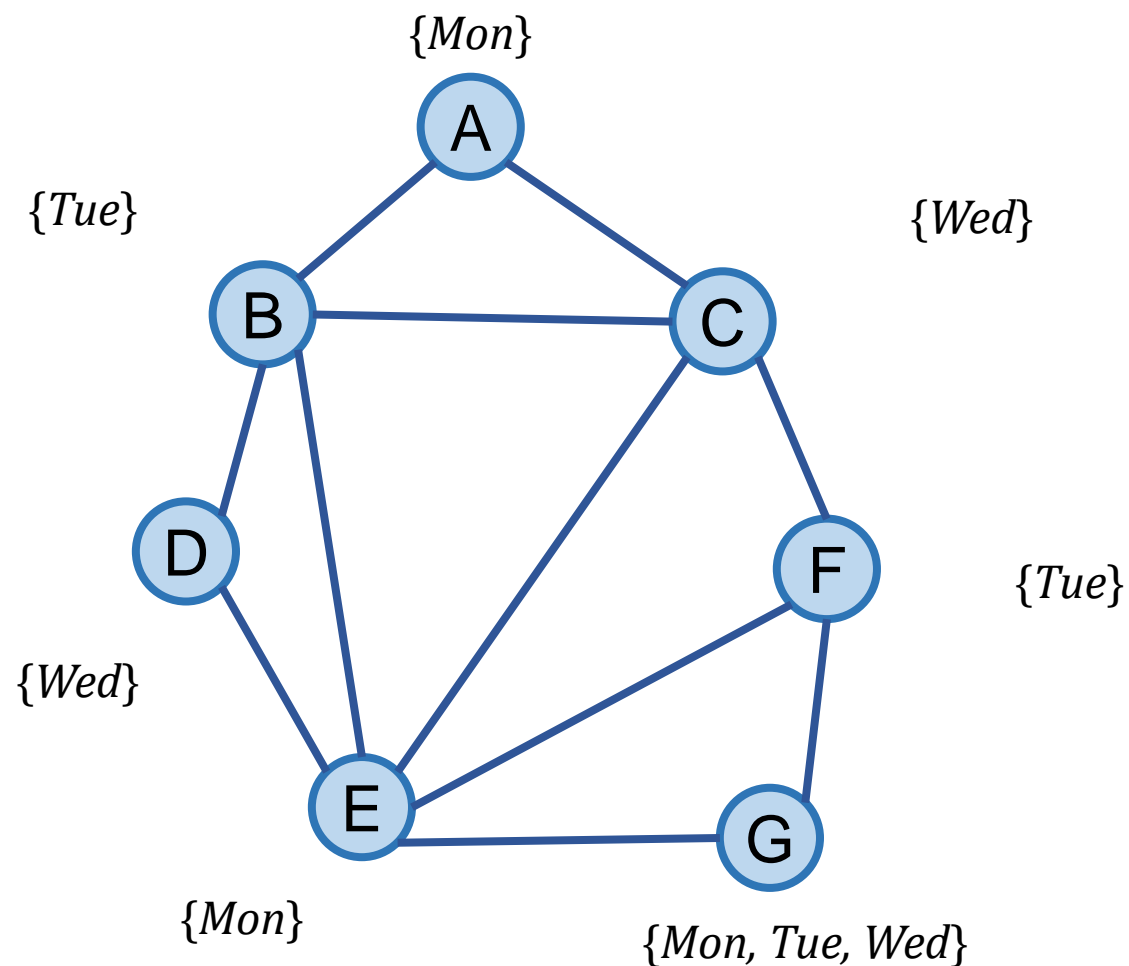 {Mon}
A
{Tue}
{Wed}
B
C
D
F
{Tue}
{Wed}
E
G
{Mon}
{Mon, Tue, Wed}